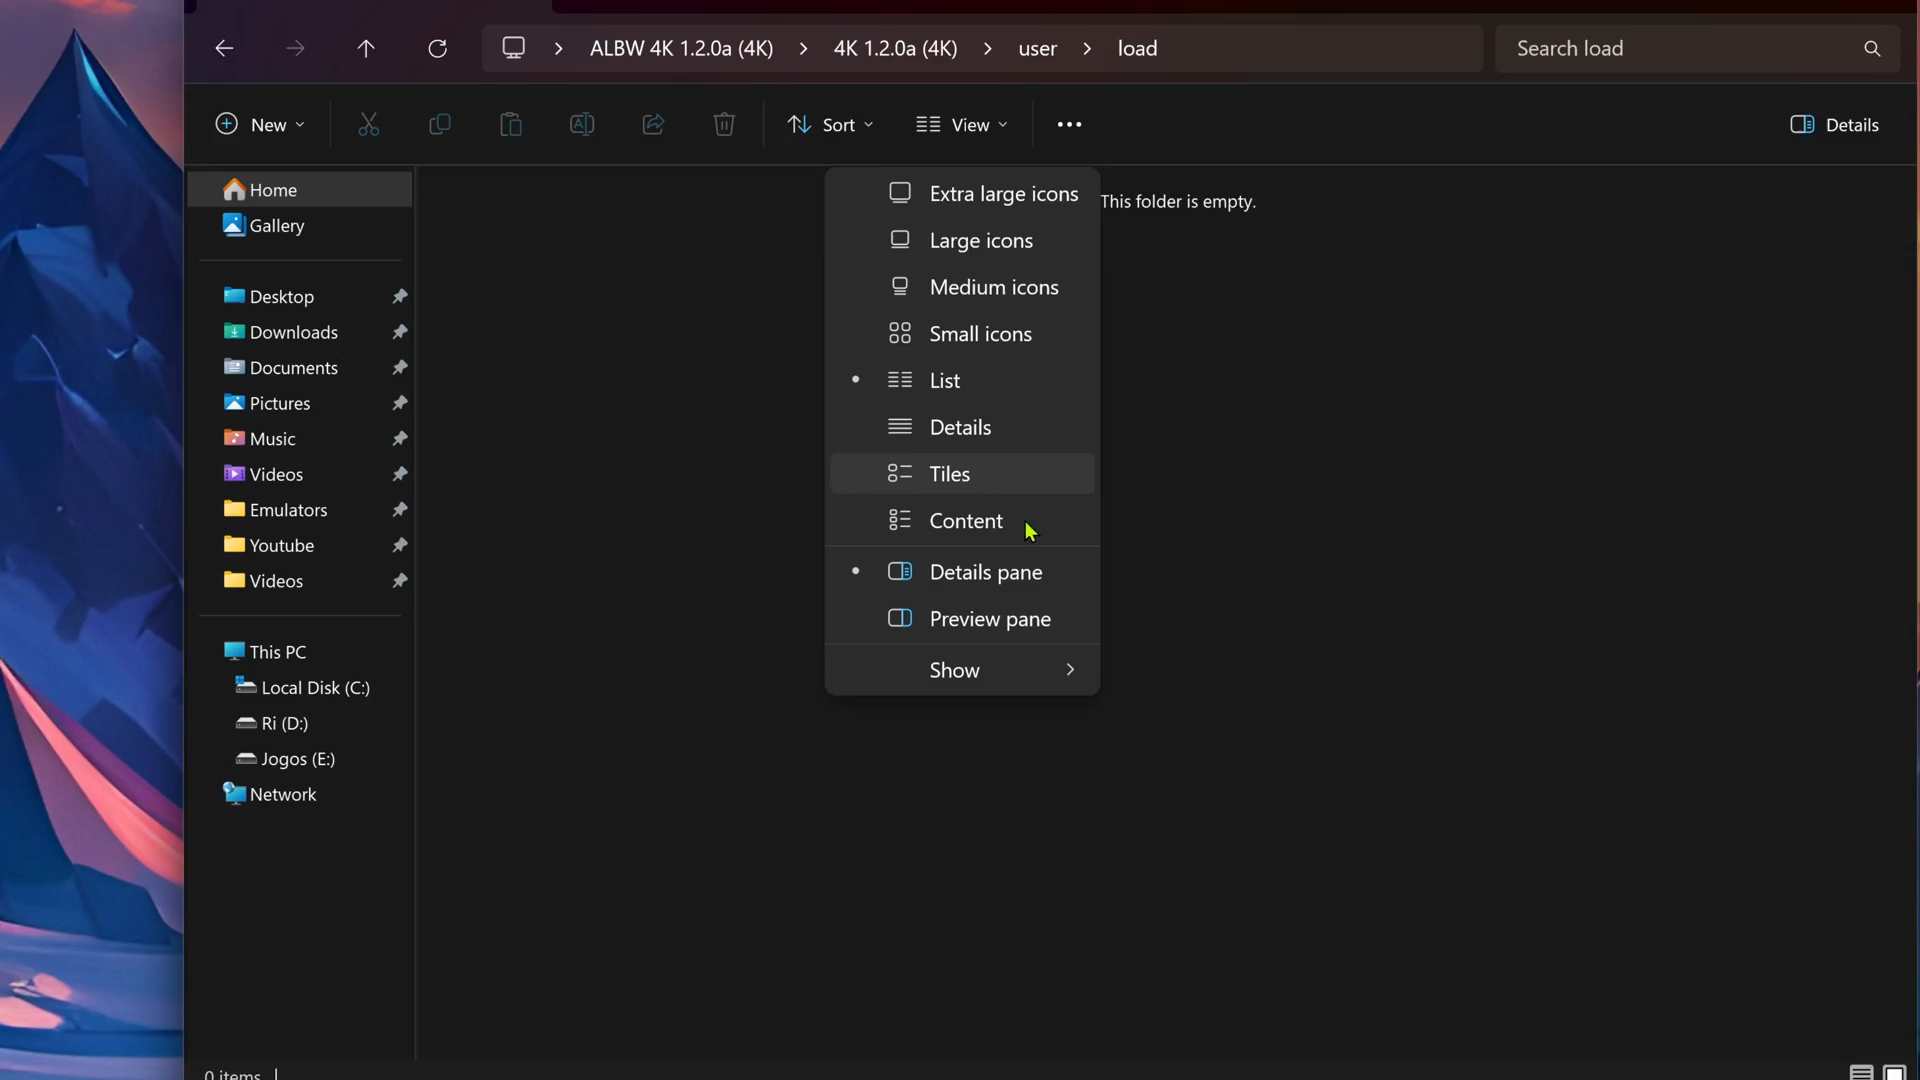 ALBW 4K 1.2.0a (4K) > 4K 1.2.0a (4K) > user > load
Search load
New
Sort
View
Details
Home
Gallery
Desktop
Downloads
Documents
Pictures
Music
Videos
Emulators
Youtube
Videos
This PC
Local Disk (C:)
Ri (D:)
Jogos (E:)
Network
Extra large icons
Large icons
Medium icons
Small icons
List
Details
Tiles
Content
Details pane
Preview pane
Show
This folder is empty.
0 items